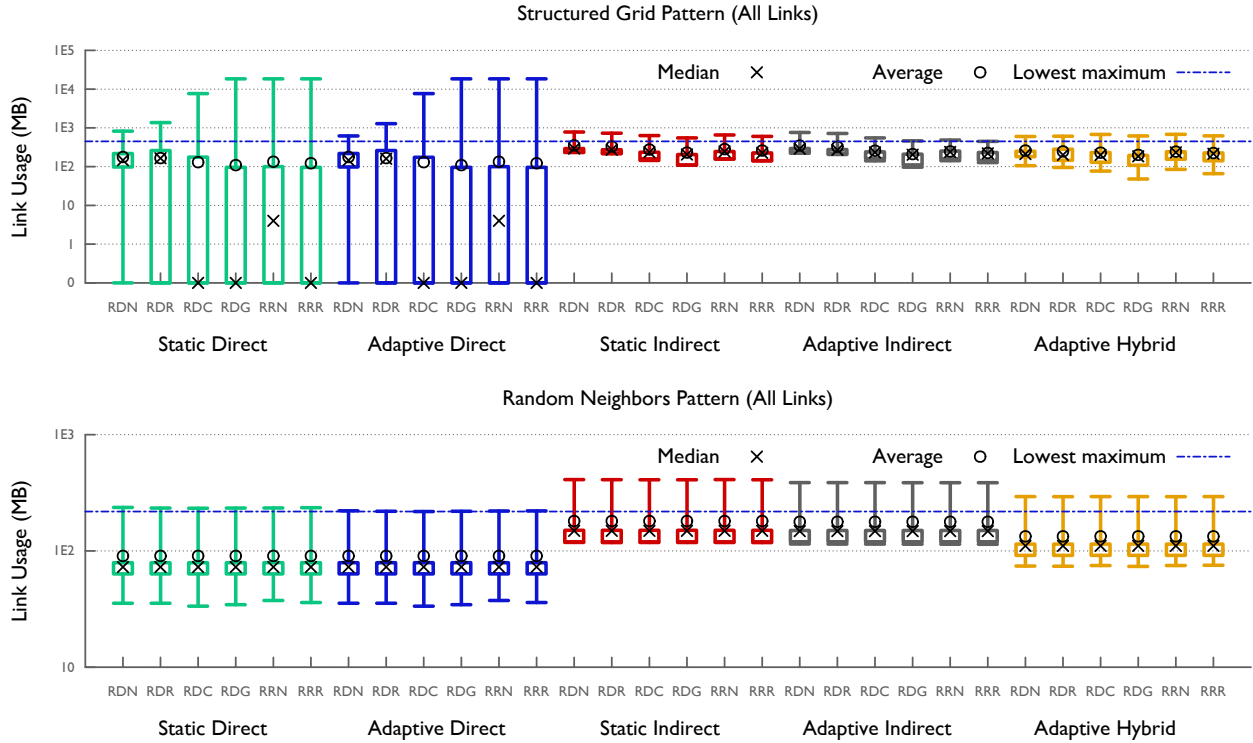 Structured Grid Pattern (All Links)
1E5
Median Average Lowest maximum
1E4
1E3
1E2
10
1
0
Link Usage (MB)
RDN RDR RDC RDG RRN RRR RDN RDR RDC RDG RRN RRR RDN RDR RDC RDG RRN RRR RDN RDR RDC RDG RRN RRR RDN RDR RDC RDG RRN RRR
Static Direct Adaptive Direct Static Indirect Adaptive Indirect Adaptive Hybrid
Random Neighbors Pattern (All Links)
1E3
Median Average Lowest maximum
1E2
10
Link Usage (MB)
RDN RDR RDC RDG RRN RRR RDN RDR RDC RDG RRN RRR RDN RDR RDC RDG RRN RRR RDN RDR RDC RDG RRN RRR RDN RDR RDC RDG RRN RRR
Static Direct Adaptive Direct Static Indirect Adaptive Indirect Adaptive Hybrid